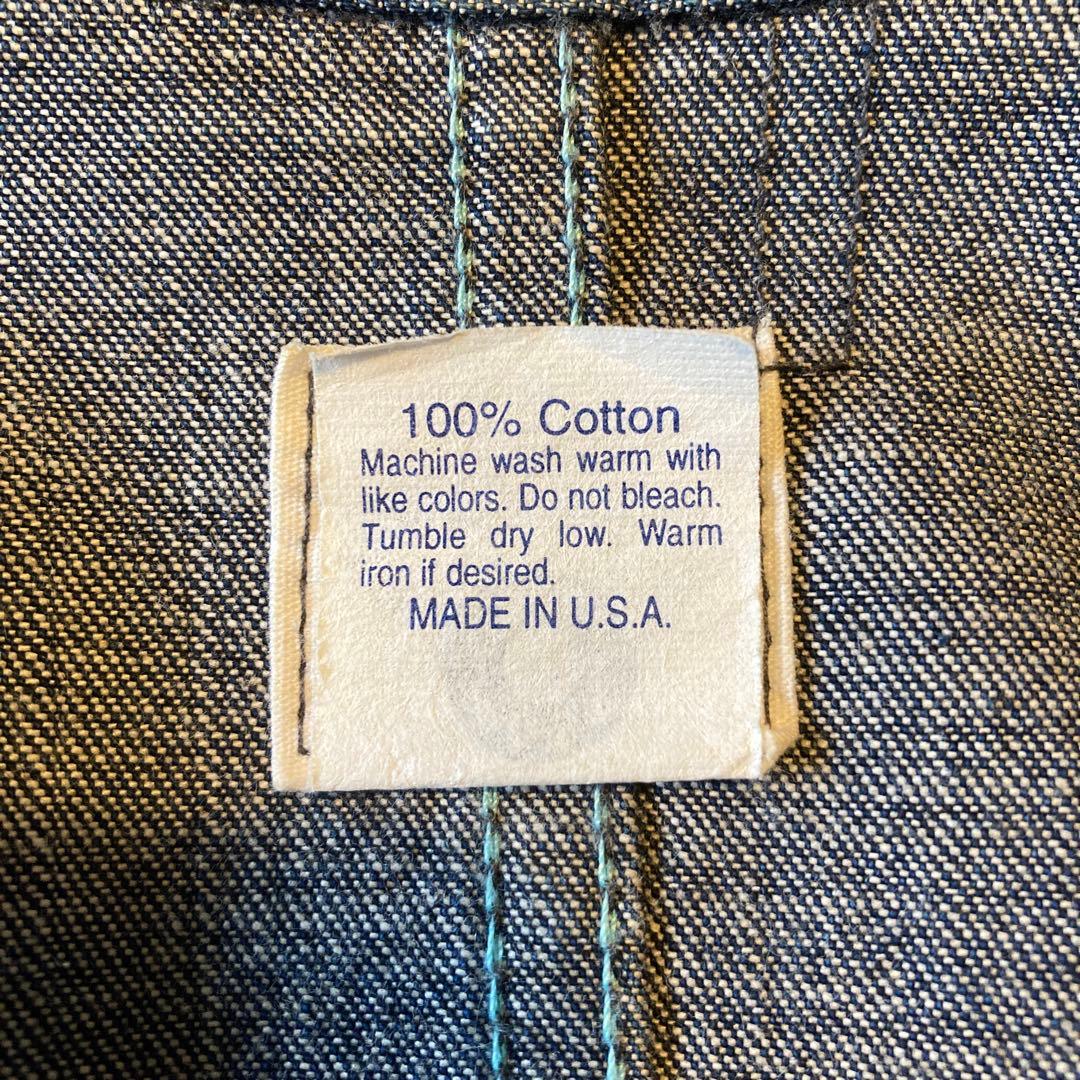 100% Cotton
Machine wash warm with
like colors. Do not bleach.
Tumble dry low. Warm
iron if desired.
MADE IN U.S.A.